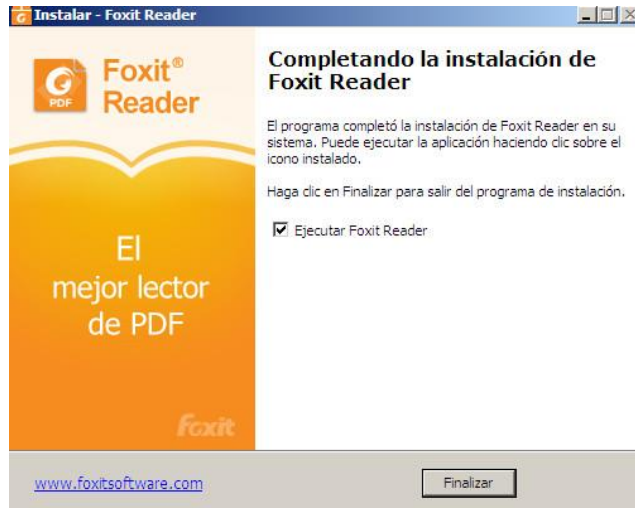 Instalar - Foxit Reader
Foxit®
Reader
PDF
El
mejor lector
de PDF
Foxit
Completando la instalación de
Foxit Reader
El programa completó la instalación de Foxit Reader en su
sistema. Puede ejecutar la aplicación haciendo clic sobre el
icono instalado.
Haga clic en Finalizar para salir del programa de instalación.
Ejecutar Foxit Reader
www.foxitsoftware.com
Finalizar